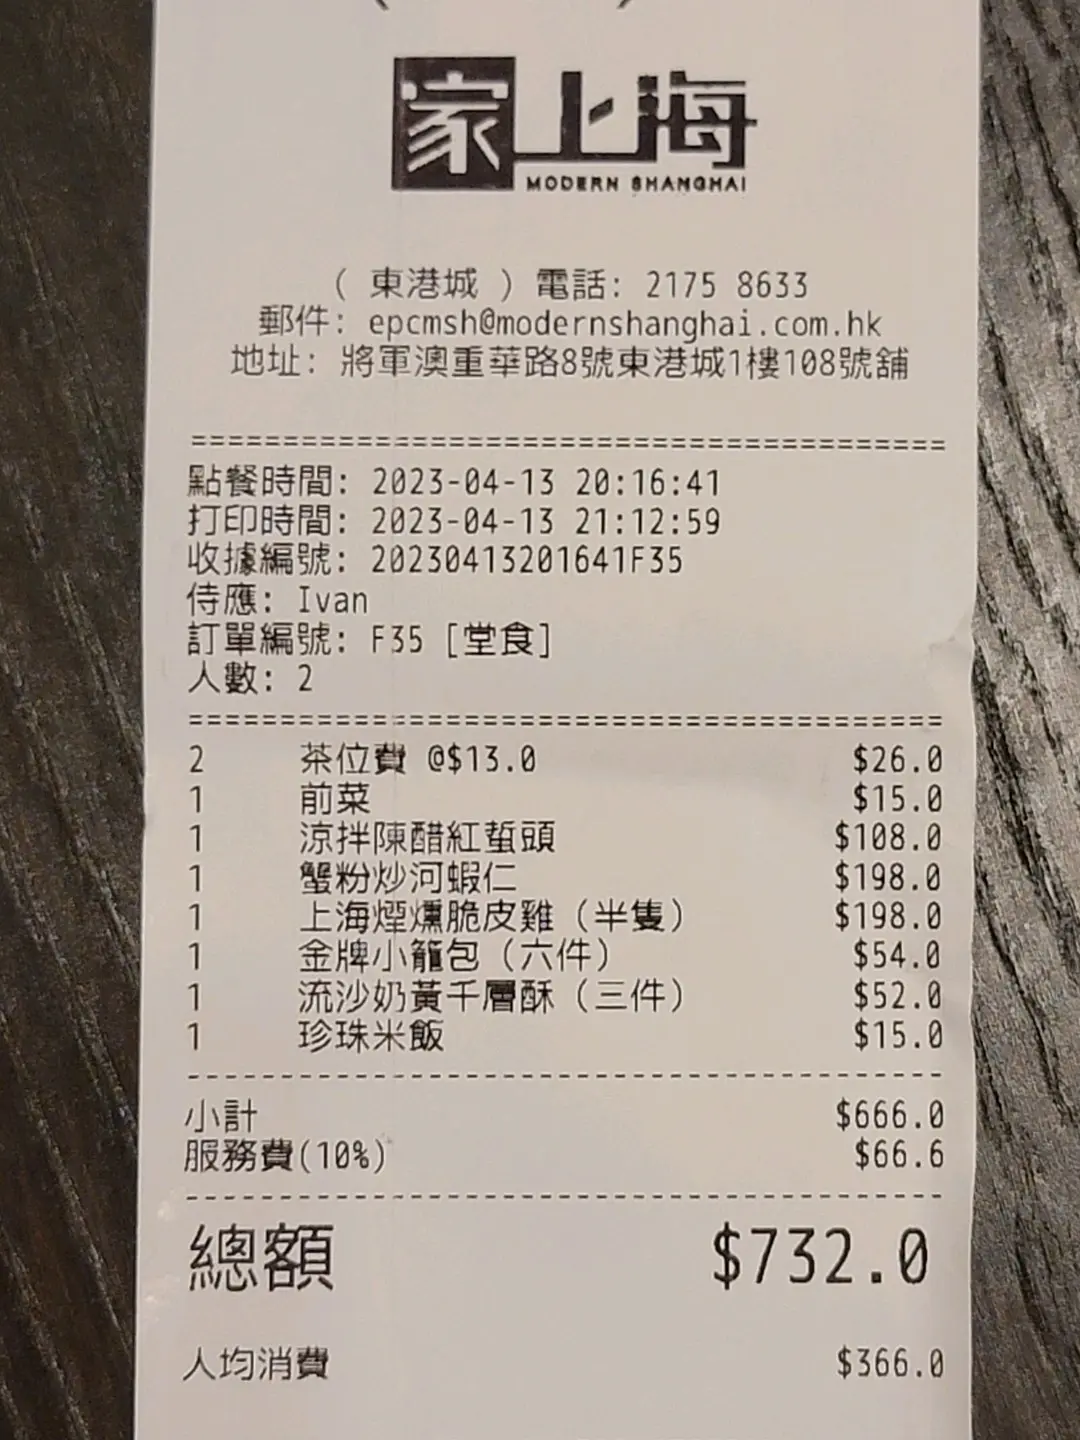 家上海
MODERN SHANGHAI
( 東港城 ) 電話: 2175 8633
郵件: epcmsh@modernshanghai.com.hk
地址: 將軍澳重華路8號東港城1樓108號舖
=========================================
點餐時間: 2023-04-13 20:16:41
打印時間: 2023-04-13 21:12:59
收據編號: 20230413201641F35
侍應: Ivan
訂單編號: F35 [堂食]
人數: 2
=========================================
2 茶位費 @$13.0 $26.0
1 前菜 $15.0
1 涼拌陳醋紅蜇頭 $108.0
1 蟹粉炒河蝦仁 $198.0
1 上海煙燻脆皮雞 (半隻) $198.0
1 金牌小籠包 (六件) $54.0
1 流沙奶黃千層酥 (三件) $52.0
1 珍珠米飯 $15.0
-----------------------------------------
小計 $666.0
服務費(10%) $66.6
-----------------------------------------
總額 $732.0
人均消費 $366.0